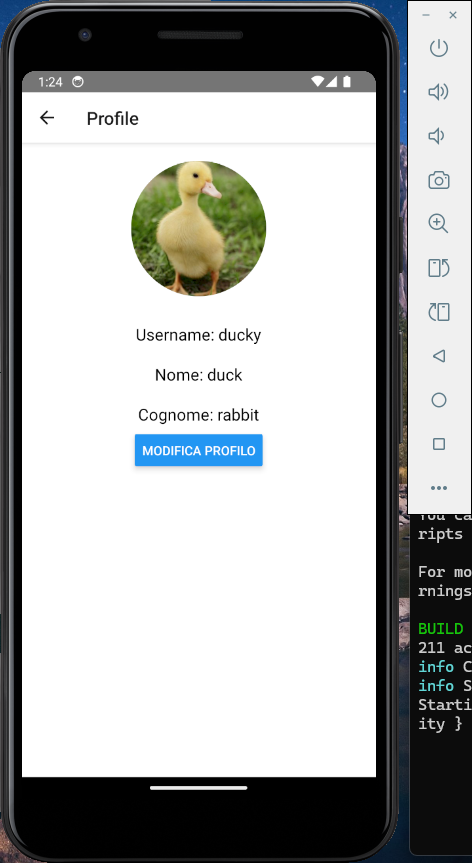 1:24
Profile
Username: ducky
Nome: duck
Cognome: rabbit
MODIFICA PROFILO
You ca
ripts
For mo
rnings
BUILD
211 ac
info C
info S
Starti
ity }